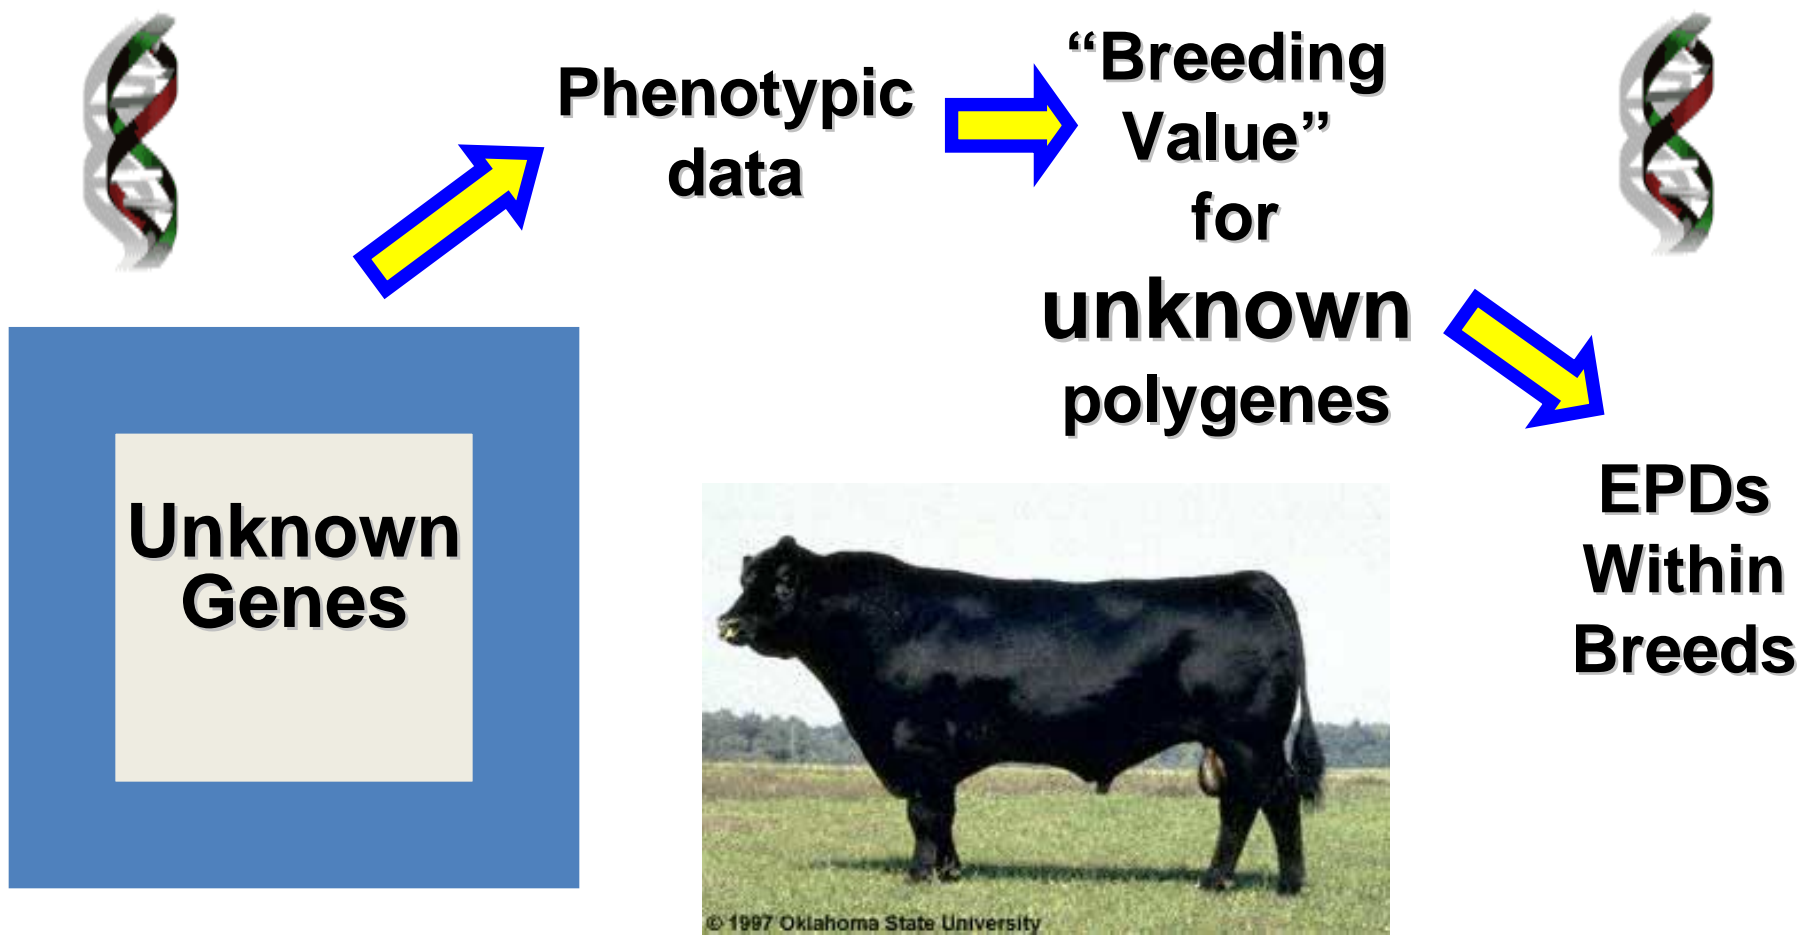 Phenotypic
data
“Breeding
Value”
for
unknown
polygenes
Unknown
Genes
EPDs
Within
Breeds
© 1997 Oklahoma State University